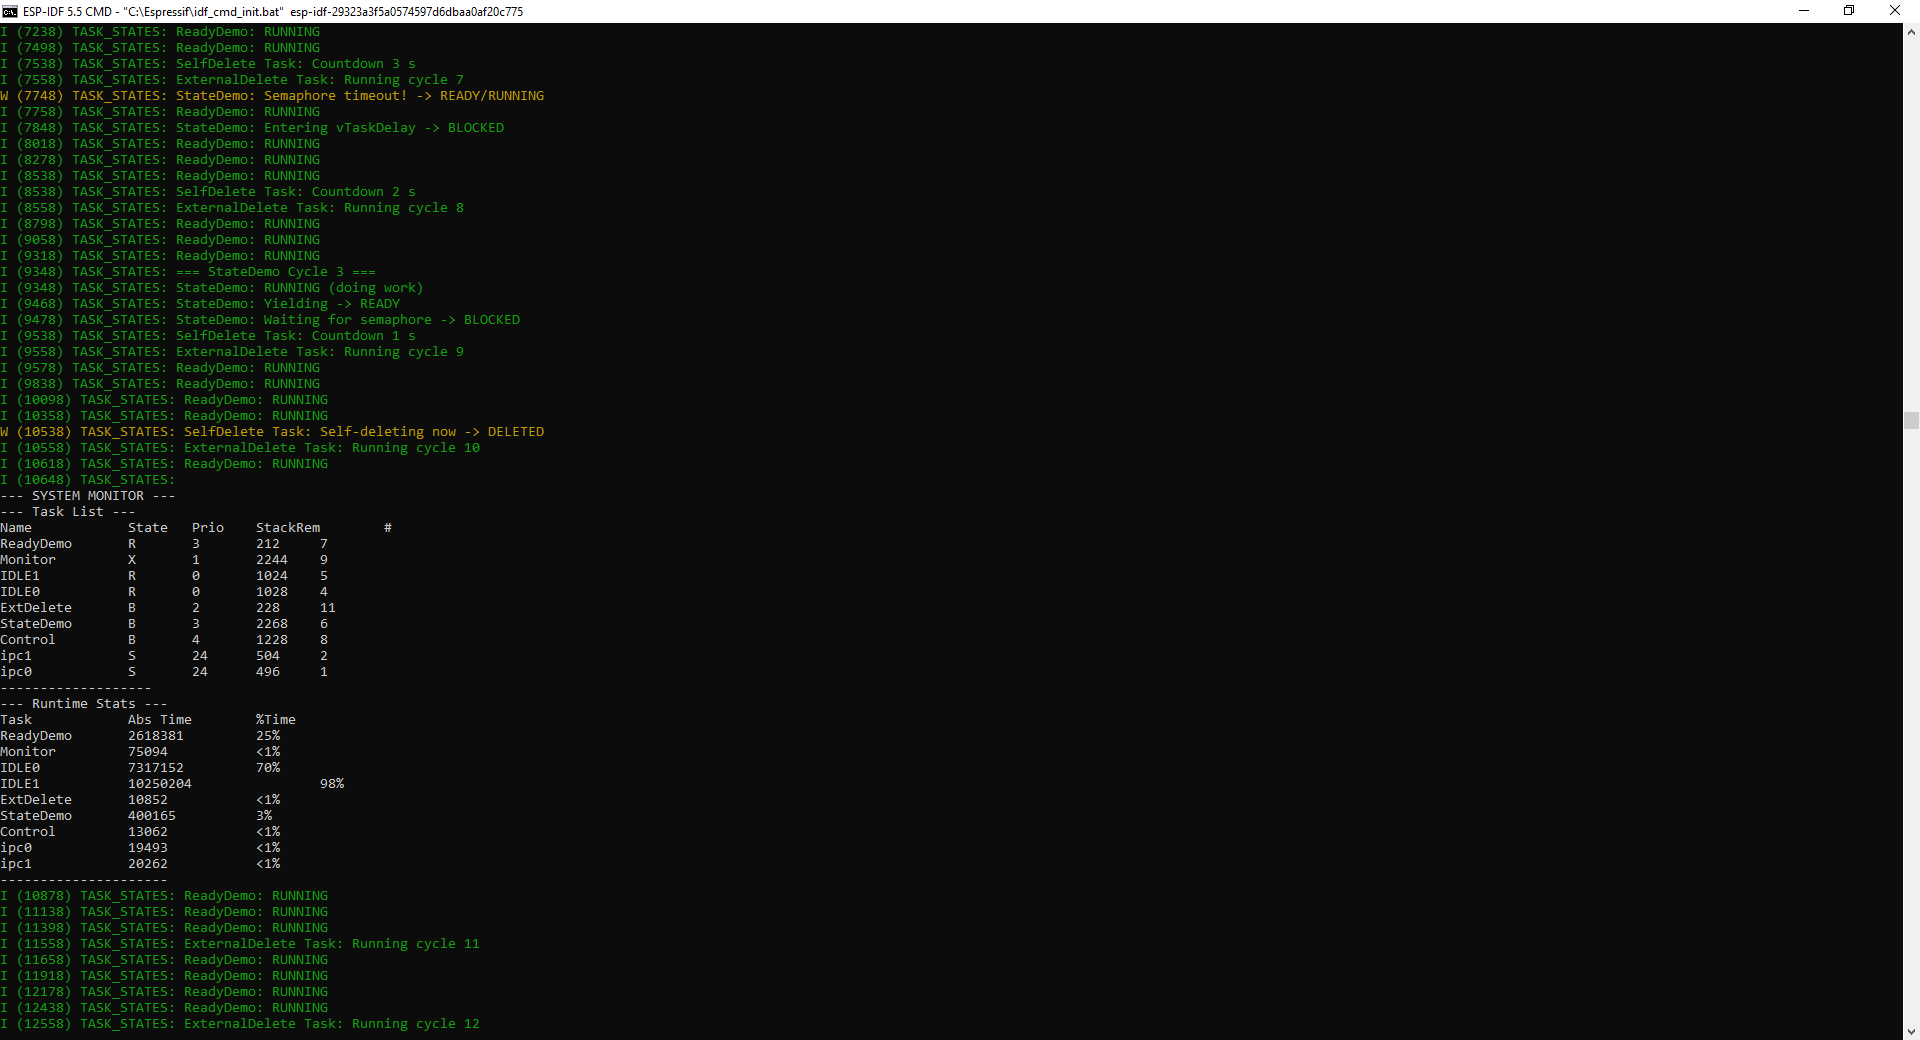 ESP-IDF 5.5 CMD - "C:\Espressif\idf_cmd_init.bat" esp-idf-29323a3f5a0574597d6dbaa0af20c775
I (7238) TASK_STATES: ReadyDemo: RUNNING
I (7498) TASK_STATES: ReadyDemo: RUNNING
I (7538) TASK_STATES: SelfDelete Task: Countdown 3 s
I (7558) TASK_STATES: ExternalDelete Task: Running cycle 7
W (7748) TASK_STATES: StateDemo: Semaphore timeout! -> READY/RUNNING
I (7758) TASK_STATES: ReadyDemo: RUNNING
I (7848) TASK_STATES: StateDemo: Entering vTaskDelay -> BLOCKED
I (8018) TASK_STATES: ReadyDemo: RUNNING
I (8278) TASK_STATES: ReadyDemo: RUNNING
I (8538) TASK_STATES: ReadyDemo: RUNNING
I (8538) TASK_STATES: SelfDelete Task: Countdown 2 s
I (8558) TASK_STATES: ExternalDelete Task: Running cycle 8
I (8798) TASK_STATES: ReadyDemo: RUNNING
I (9058) TASK_STATES: ReadyDemo: RUNNING
I (9318) TASK_STATES: ReadyDemo: RUNNING
I (9348) TASK_STATES: === StateDemo Cycle 3 ===
I (9348) TASK_STATES: StateDemo: RUNNING (doing work)
I (9468) TASK_STATES: StateDemo: Yielding -> READY
I (9478) TASK_STATES: StateDemo: Waiting for semaphore -> BLOCKED
I (9538) TASK_STATES: SelfDelete Task: Countdown 1 s
I (9558) TASK_STATES: ExternalDelete Task: Running cycle 9
I (9578) TASK_STATES: ReadyDemo: RUNNING
I (9838) TASK_STATES: ReadyDemo: RUNNING
I (10098) TASK_STATES: ReadyDemo: RUNNING
I (10358) TASK_STATES: ReadyDemo: RUNNING
W (10538) TASK_STATES: SelfDelete Task: Self-deleting now -> DELETED
I (10558) TASK_STATES: ExternalDelete Task: Running cycle 10
I (10618) TASK_STATES: ReadyDemo: RUNNING
I (10648) TASK_STATES:
--- SYSTEM MONITOR ---
--- Task List ---
Name State Prio StackRem #
ReadyDemo R 3 212 7
Monitor X 1 2244 9
IDLE1 R 0 1024 5
IDLE0 R 0 1028 4
ExtDelete B 2 228 11
StateDemo B 3 2268 6
Control B 4 1228 8
ipc1 S 24 504 2
ipc0 S 24 496 1
-------------------
--- Runtime Stats ---
Task Abs Time %Time
ReadyDemo 2618381 25%
Monitor 75094 <1%
IDLE0 7317152 70%
IDLE1 10250204 98%
ExtDelete 10852 <1%
StateDemo 400165 3%
Control 13062 <1%
ipc0 19493 <1%
ipc1 20262 <1%
---------------------
I (10878) TASK_STATES: ReadyDemo: RUNNING
I (11138) TASK_STATES: ReadyDemo: RUNNING
I (11398) TASK_STATES: ReadyDemo: RUNNING
I (11558) TASK_STATES: ExternalDelete Task: Running cycle 11
I (11658) TASK_STATES: ReadyDemo: RUNNING
I (11918) TASK_STATES: ReadyDemo: RUNNING
I (12178) TASK_STATES: ReadyDemo: RUNNING
I (12438) TASK_STATES: ReadyDemo: RUNNING
I (12558) TASK_STATES: ExternalDelete Task: Running cycle 12